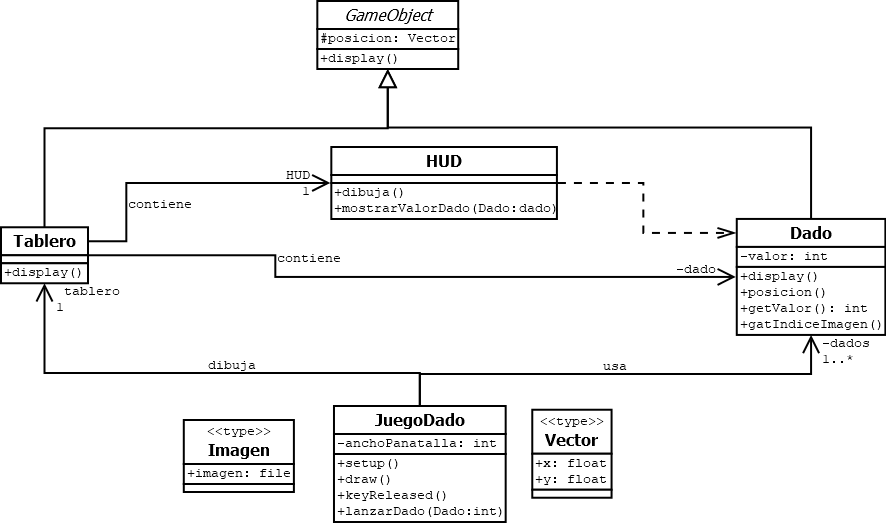 GameObject
#posicion: Vector
+display()
HUD
+dibuja()
+mostrarValorDado(Dado:dado)
HUD
1
contiene
Tablero
+display()
contiene
-dado
Dado
-valor: int
+display()
+posicion()
+getValor(): int
+gatIndiceImagen()
tablero
1
-dados
1..*
dibuja
usa
<<type>>
Imagen
+imagen: file
JuegoDado
-anchoPanatalla: int
+setup()
+draw()
+keyReleased()
+lanzarDado(Dado:int)
<<type>>
Vector
+x: float
+y: float